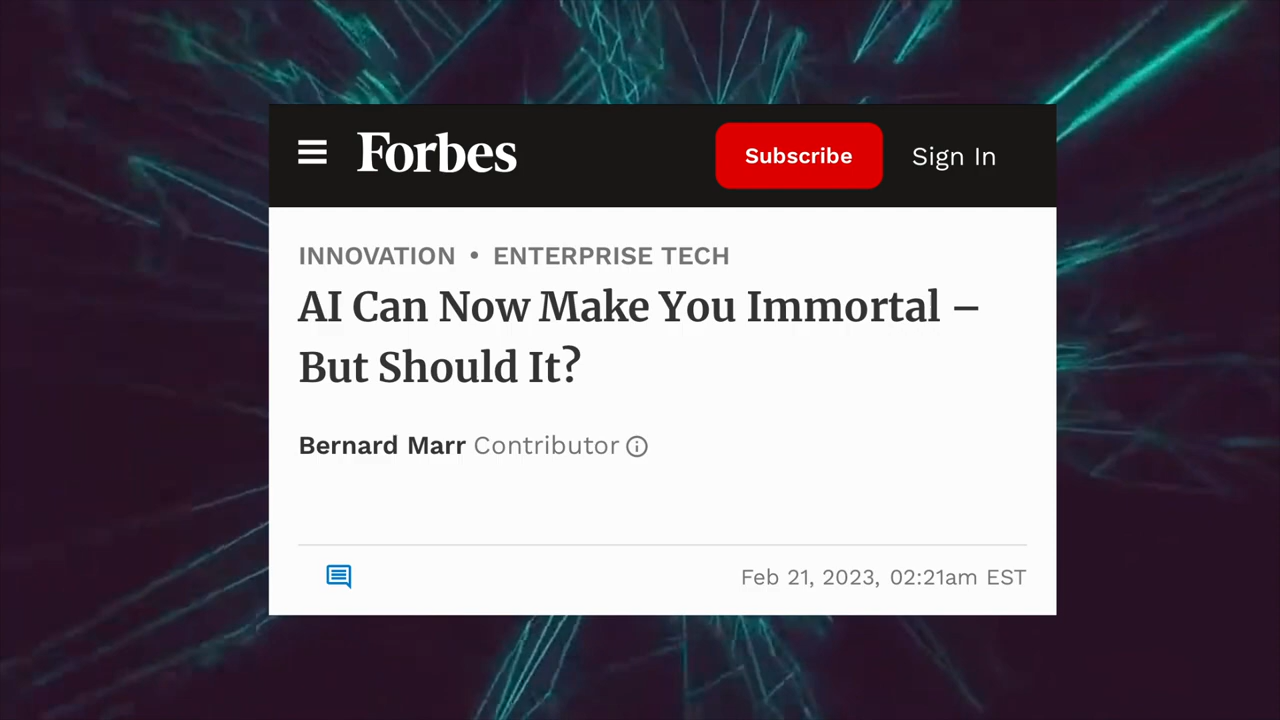 Forbes
Subscribe
Sign In
INNOVATION • ENTERPRISE TECH
AI Can Now Make You Immortal –
But Should It?
Bernard Marr Contributor
Feb 21, 2023, 02:21am EST